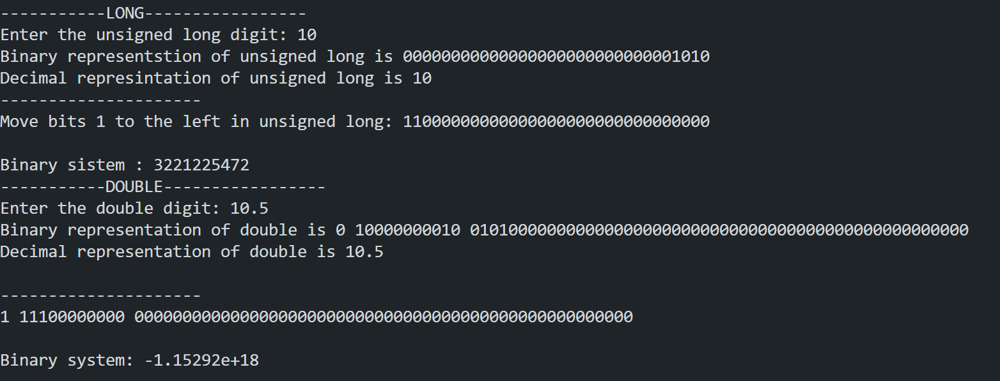 -----------LONG-----------------
Enter the unsigned long digit: 10
Binary representstion of unsigned long is 00000000000000000000000000001010
Decimal represintation of unsigned long is 10
---------------------
Move bits 1 to the left in unsigned long: 11000000000000000000000000000000
Binary sistem : 3221225472
-----------DOUBLE-----------------
Enter the double digit: 10.5
Binary representation of double is 0 10000000010 0101000000000000000000000000000000000000000000000000
Decimal representation of double is 10.5
---------------------
1 11100000000 0000000000000000000000000000000000000000000000000000
Binary system: -1.15292e+18